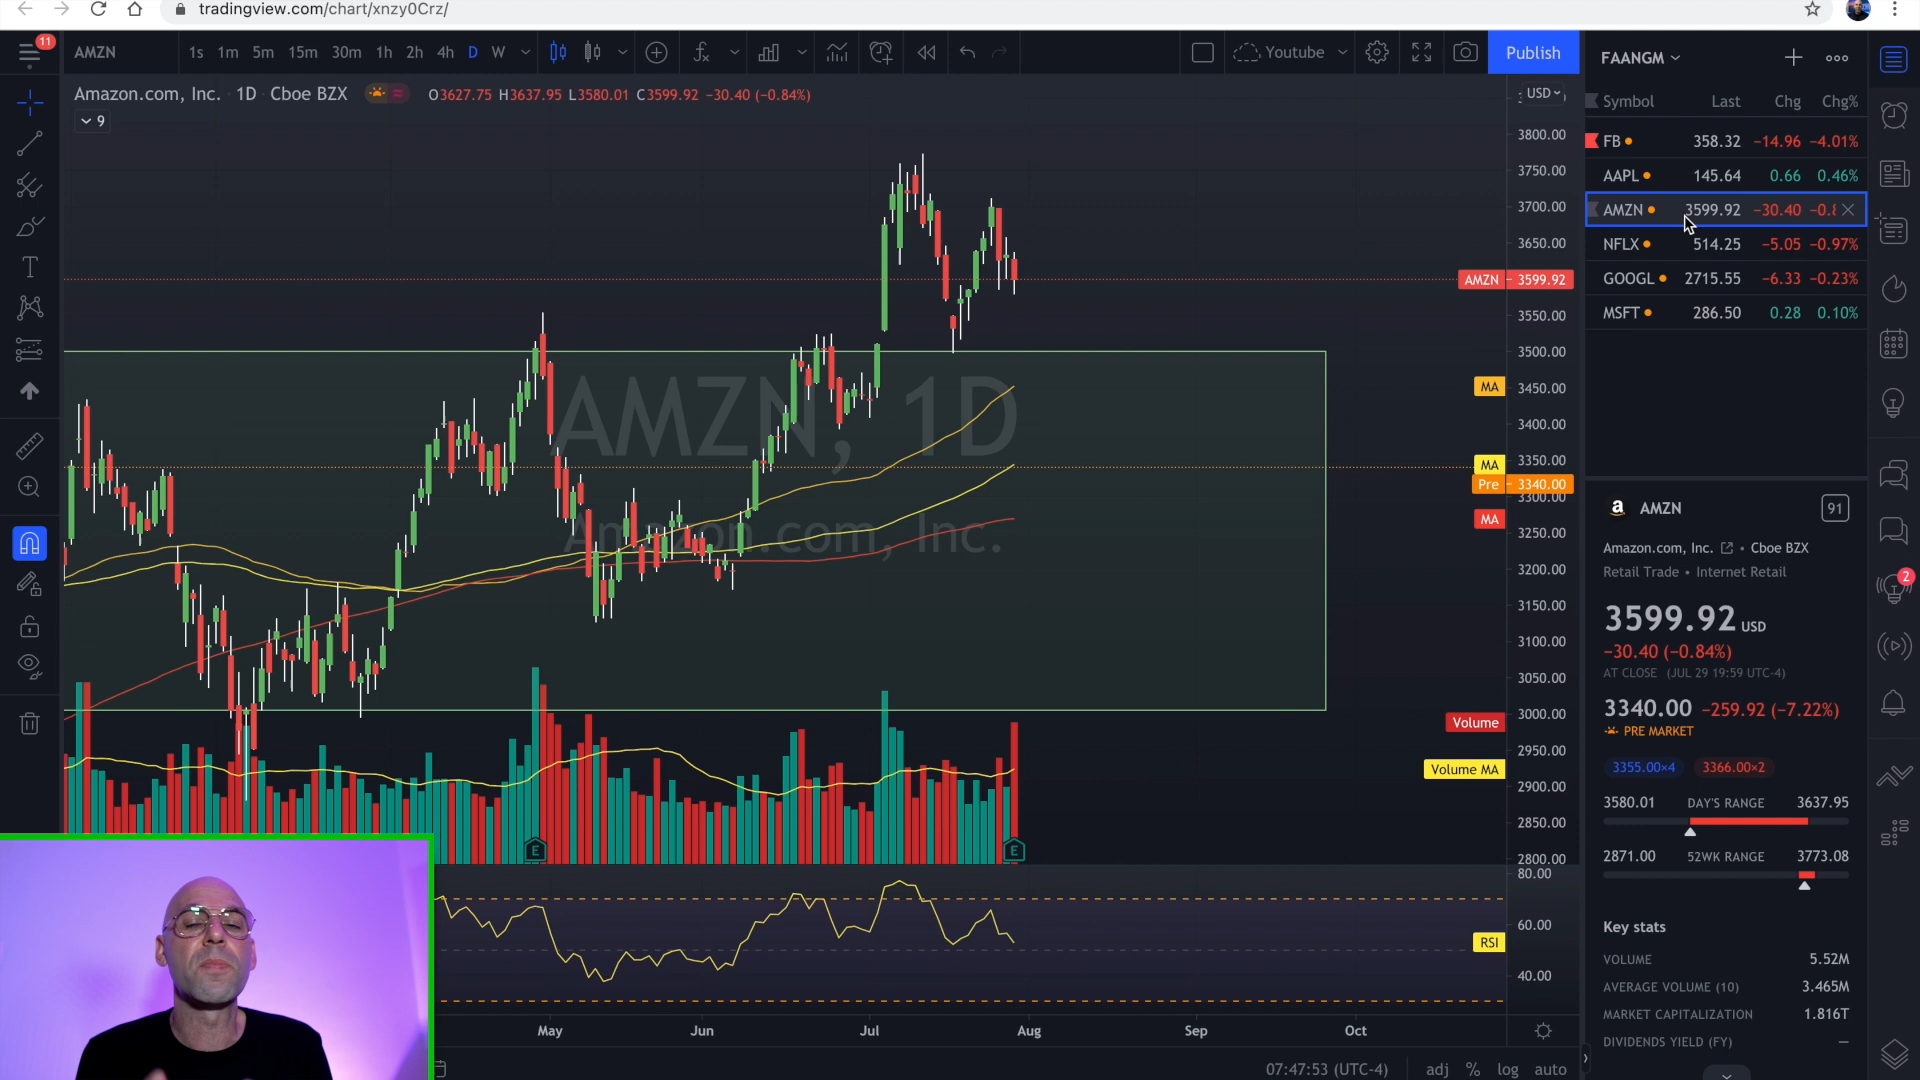 tradingview.com/chart/xnzy0Crz/
11
AMZN 1s 1m 5m 15m 30m 1h 2h 4h D W Youtube Publish
Amazon.com, Inc. 1D Cboe BZX O3627.75 H3637.95 L3580.01 C3599.92 −30.40 (−0.84%)
9
USD
3800.00
3750.00
3700.00
3650.00
AMZN 3599.92
3550.00
3500.00
MA 3450.00
3400.00
3350.00
MA
Pre 3340.00
3300.00
MA
3250.00
3200.00
3150.00
3100.00
3050.00
3000.00
Volume
2950.00
Volume MA
2900.00
2850.00
2800.00
AMZN, 1D
Amazon.com, Inc.
E E
80.00
60.00
RSI
40.00
May Jun Jul Aug Sep Oct
07:47:53 (UTC-4) adj % log auto
FAANGM
Symbol Last Chg Chg%
FB 358.32 −14.96 −4.01%
AAPL 145.64 0.66 0.46%
AMZN 3599.92 −30.40 −0.8
NFLX 514.25 −5.05 −0.97%
GOOGL 2715.55 −6.33 −0.23%
MSFT 286.50 0.28 0.10%
a AMZN 91
Amazon.com, Inc. • Cboe BZX
Retail Trade • Internet Retail
3599.92 USD
−30.40 (−0.84%)
AT CLOSE (JUL 29 19:59 UTC-4)
3340.00 −259.92 (−7.22%)
PRE MARKET
3355.00×4 3366.00×2
3580.01 DAY'S RANGE 3637.95
2871.00 52WK RANGE 3773.08
Key stats
VOLUME 5.52M
AVERAGE VOLUME (10) 3.465M
MARKET CAPITALIZATION 1.816T
DIVIDENDS YIELD (FY) —
2